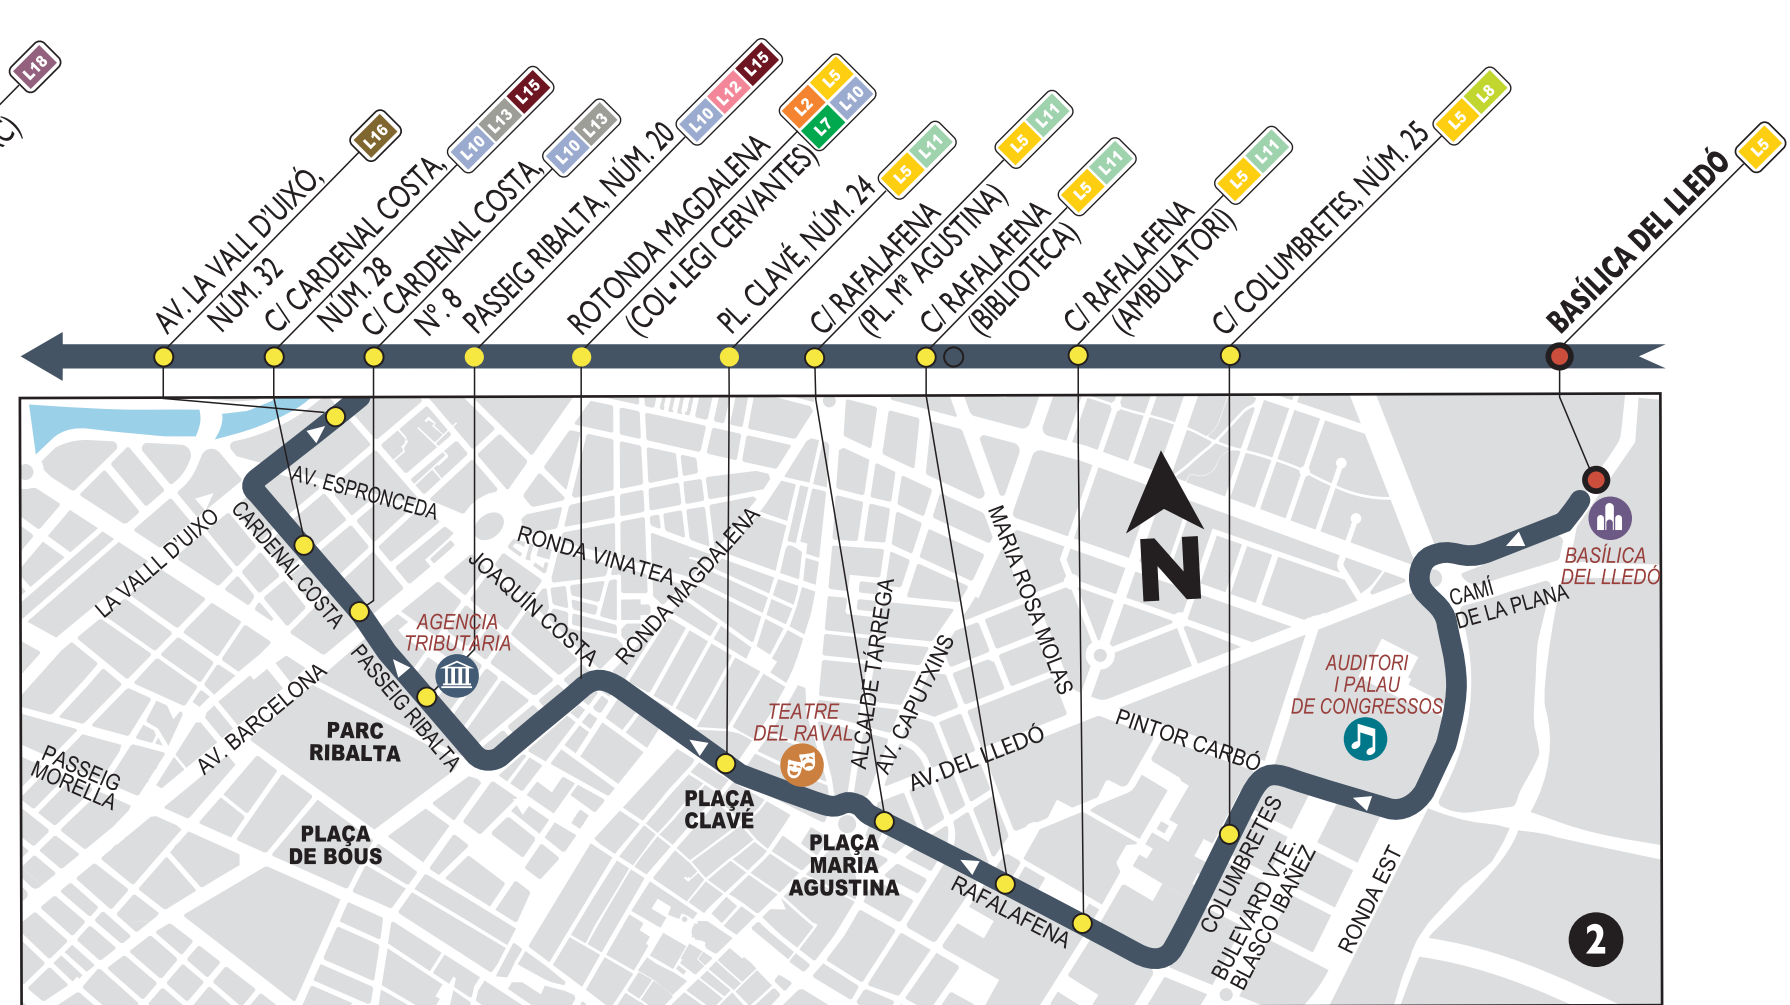 L18
C)
L16
AV. LA VALL D'UIXÓ,
NÚM. 32
L10 L13 L15
C/ CARDENAL COSTA,
NÚM. 28
L10 L13
C/ CARDENAL COSTA,
Nº. 8
L10 L12 L15
PASSEIG RIBALTA, NÚM. 20
L2 L5
L7 L10
ROTONDA MAGDALENA
(COL•LEGI CERVANTES)
L5 L11
PL. CLAVÉ, NÚM. 24
L5 L11
C/ RAFALAFENA
(PL. Mª AGUSTINA)
L5 L11
C/ RAFALAFENA
(BIBLIOTECA)
L5 L11
C/ RAFALAFENA
(AMBULATORI)
L5 L8
C/ COLUMBRETES, NÚM. 25
L5
BASÍLICA DEL LLEDÓ
AV. ESPRONCEDA
LA VALLL D'UIXO
CARDENAL COSTA
RONDA VINATEA
JOAQUÍN COSTA
RONDA MAGDALENA
AGENCIA
TRIBUTARIA
PASSEIG RIBALTA
AV. BARCELONA
PARC
RIBALTA
PASSEIG
MORELLA
PLAÇA
DE BOUS
TEATRE
DEL RAVAL
PLAÇA
CLAVÉ
ALCALDE TÁRREGA
AV. CAPUTXINS
AV. DEL LLEDÓ
MARIA ROSA MOLAS
PLAÇA
MARIA
AGUSTINA
RAFALAFENA
N
PINTOR CARBÓ
COLUMBRETES
BULEVARD VTE.
BLASCO IBAÑEZ
RONDA EST
AUDITORI
I PALAU
DE CONGRESSOS
CAMÍ
DE LA PLANA
BASÍLICA
DEL LLEDÓ
2